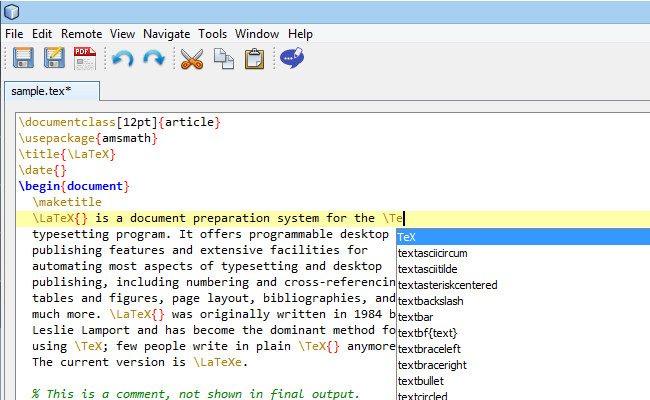 File Edit Remote View Navigate Tools Window Help
PDF
sample.tex*
\documentclass[12pt]{article}
\usepackage{amsmath}
\title{\LaTeX}
\date{}
\begin{document}
\maketitle
\LaTeX{} is a document preparation system for the \Te
typesetting program. It offers programmable desktop
publishing features and extensive facilities for
automating most aspects of typesetting and desktop
publishing, including numbering and cross-referencin
tables and figures, page layout, bibliographies, and
much more. \LaTeX{} was originally written in 1984 b
Leslie Lamport and has become the dominant method fo
using \TeX; few people write in plain \TeX{} anymore
The current version is \LaTeXe.
% This is a comment, not shown in final output.
TeX
textasciicircum
textasciitilde
textasteriskcentered
textbackslash
textbar
textbf{text}
textbraceleft
textbraceright
textbullet
textcircled